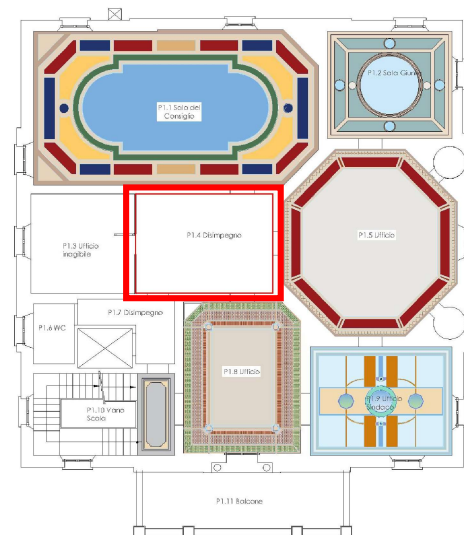 P1.1 Sala del
Consiglio
P1.2 Sala Giunta
P1.3 Ufficio
inagibile
P1.4 Disimpegno
P1.5 Ufficio
P1.6 WC
P1.7 Disimpegno
P1.8 Ufficio
P1.9 Ufficio
Sindaco
P1.10 Vano
Scala
P1.11 Balcone